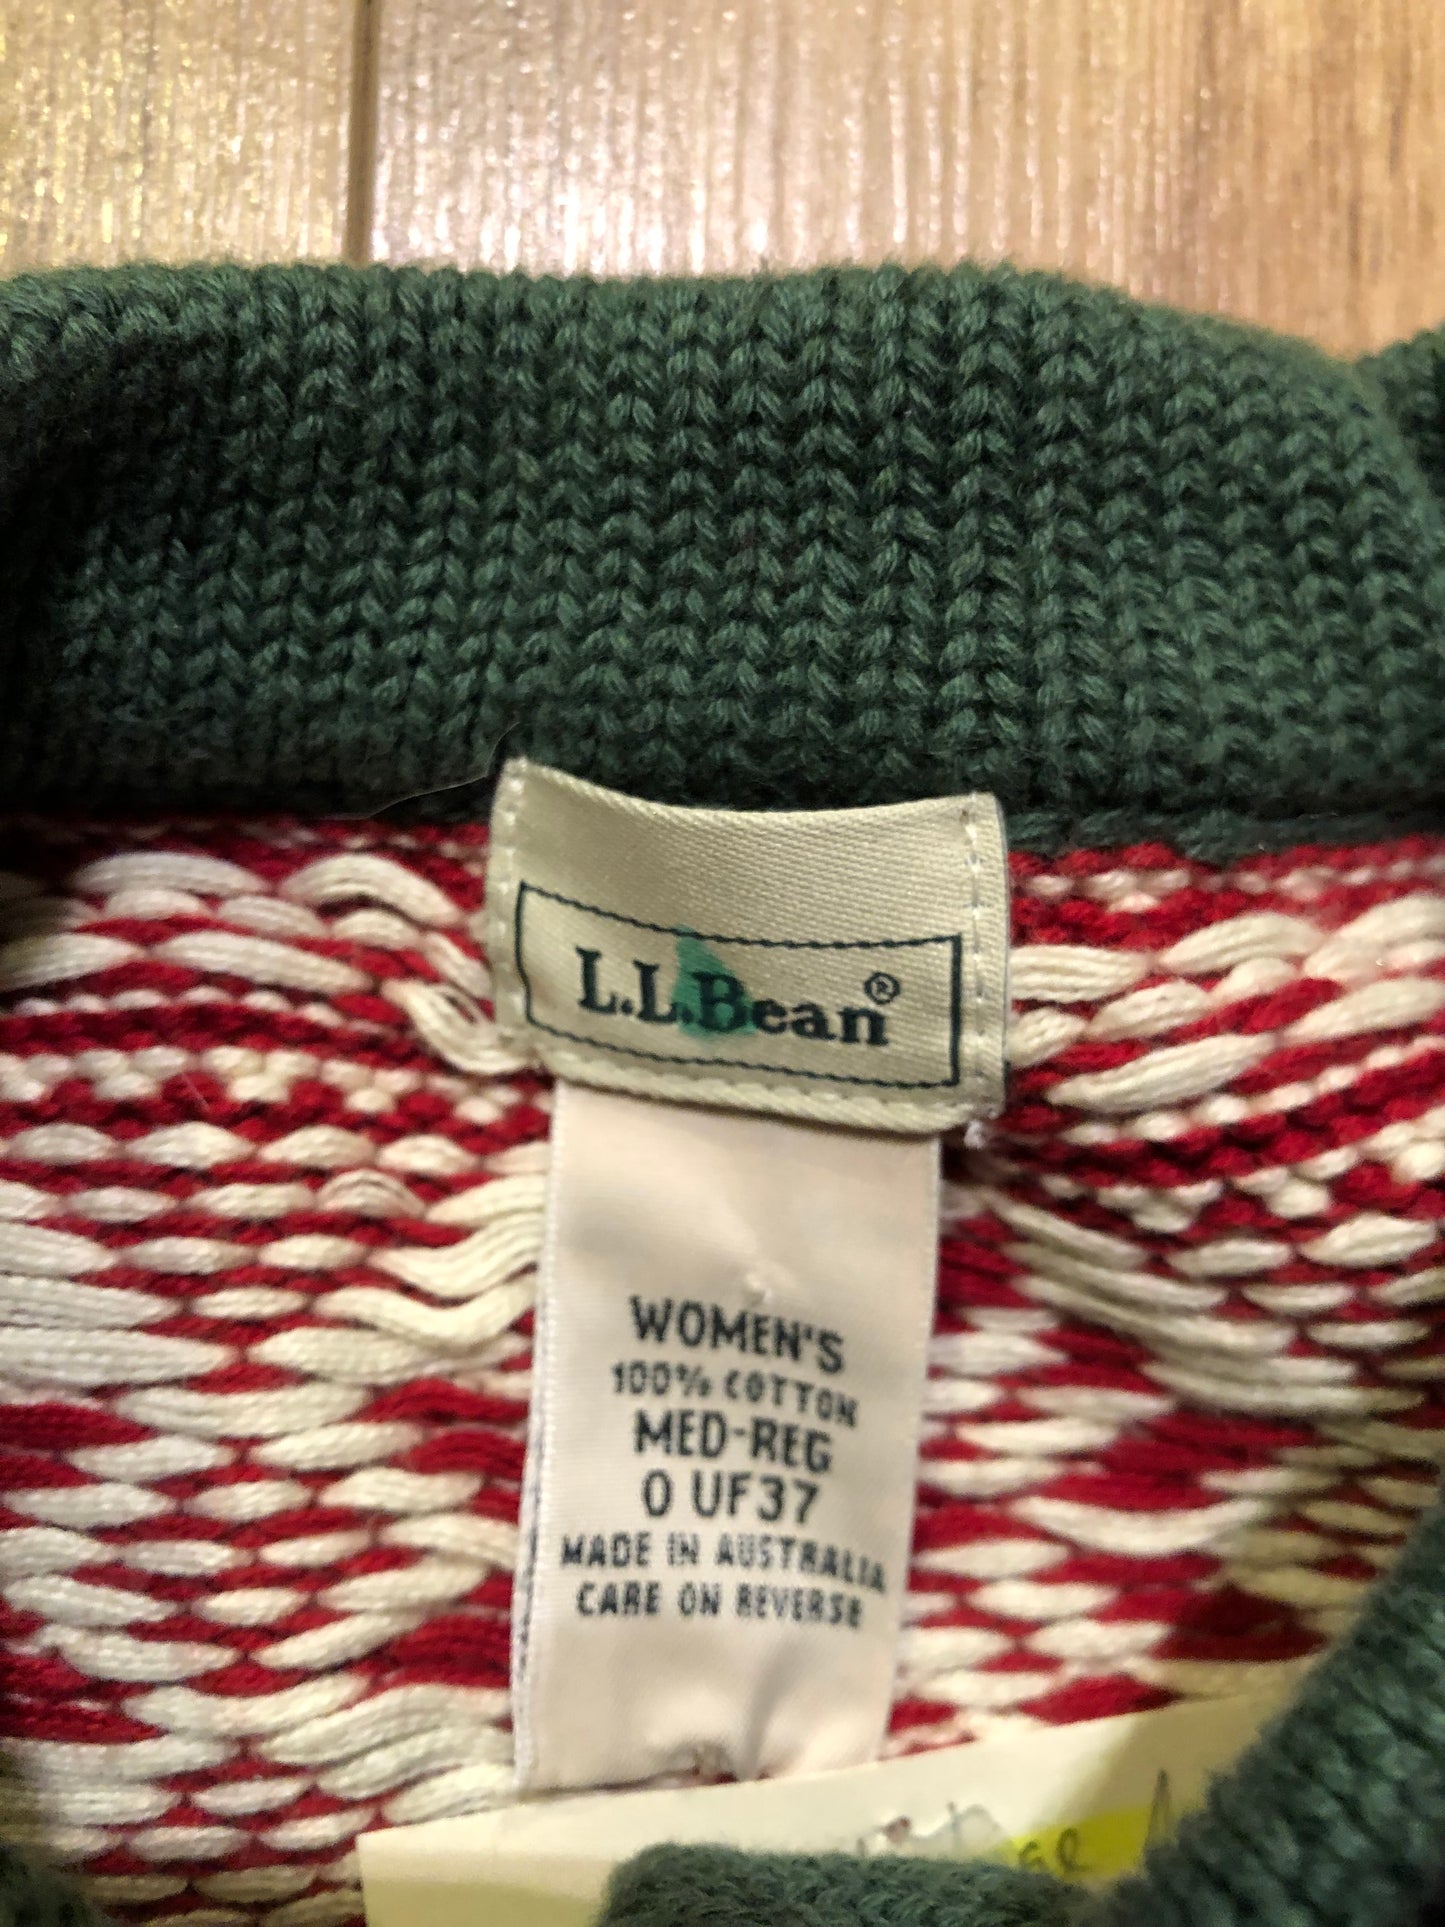 L.L.Bean®
WOMEN'S
100% COTTON
MED-REG
0 UF37
MADE IN AUSTRALIA
CARE ON REVERSE